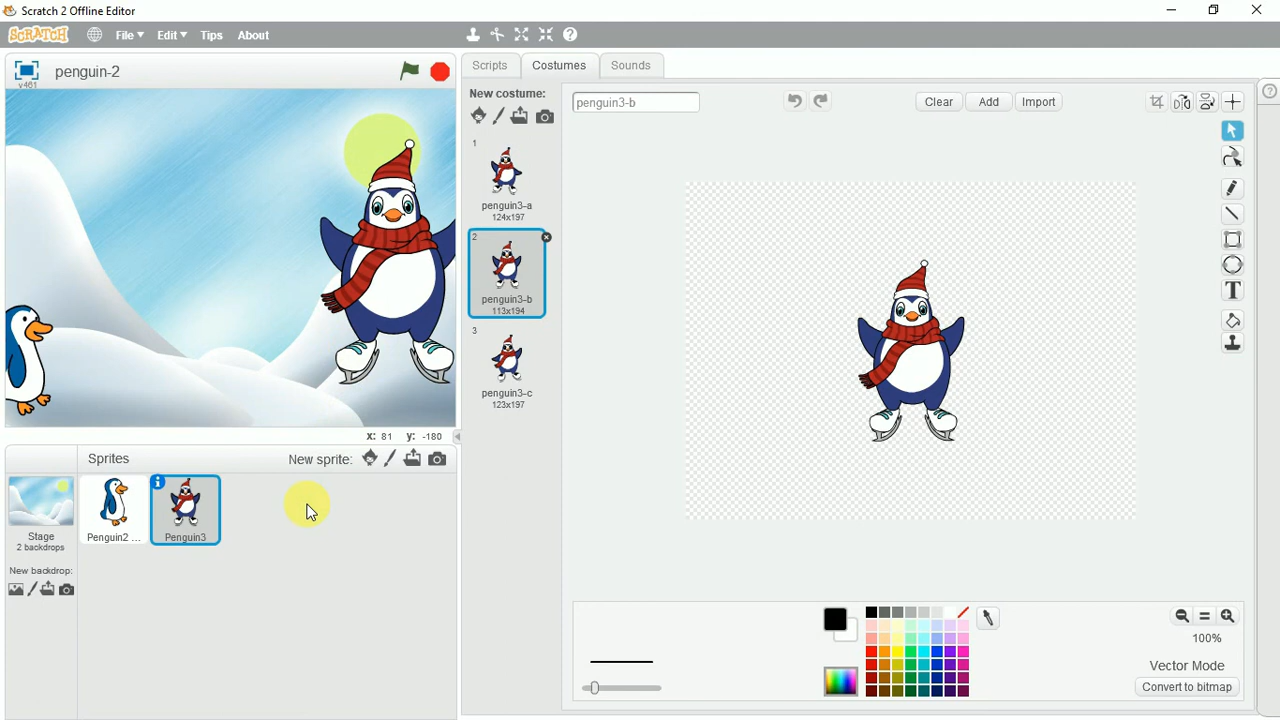 Scratch 2 Offline Editor
SCRATCH File Edit Tips About
v461 penguin-2
Scripts Costumes Sounds
New costume:
1
penguin3-a
124x197
2
penguin3-b
113x194
3
penguin3-c
123x197
penguin3-b
Clear Add Import
T
x: 81 y: -180
Sprites New sprite:
Stage
2 backdrops
New backdrop:
Penguin2 ...
Penguin3
100%
Vector Mode
Convert to bitmap